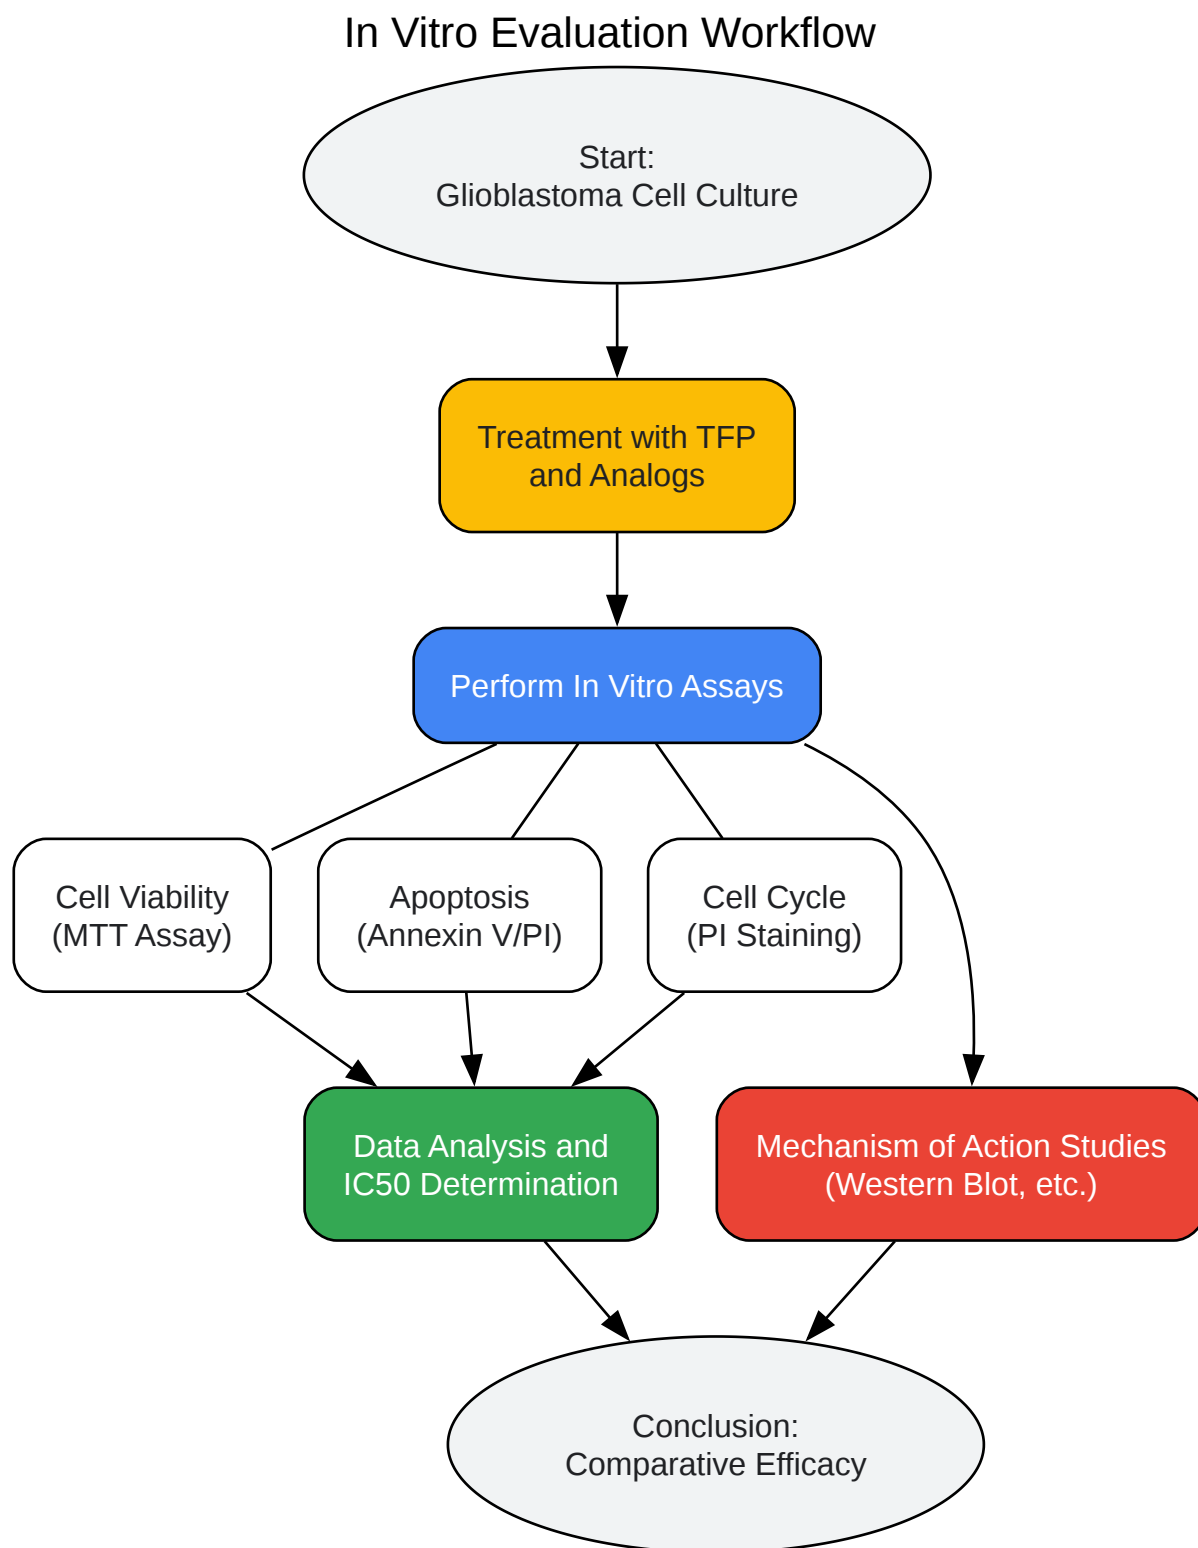 In Vitro Evaluation Workflow
Start:
Glioblastoma Cell Culture
Treatment with TFP
and Analogs
Perform In Vitro Assays
Cell Viability
(MTT Assay)
Apoptosis
(Annexin V/PI)
Cell Cycle
(PI Staining)
Data Analysis and
IC50 Determination
Mechanism of Action Studies
(Western Blot, etc.)
Conclusion:
Comparative Efficacy